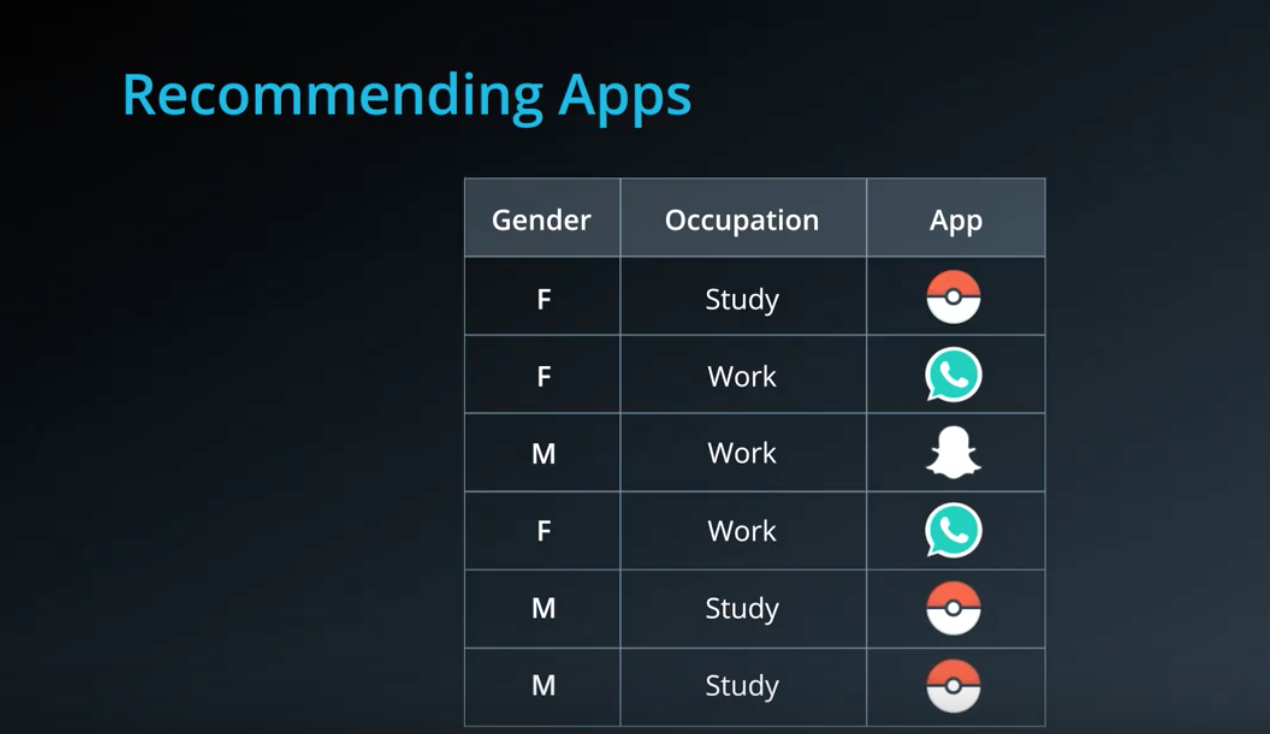 Recommending Apps
Gender Occupation App
F Study
F Work
M Work
F Work
M Study
M Study